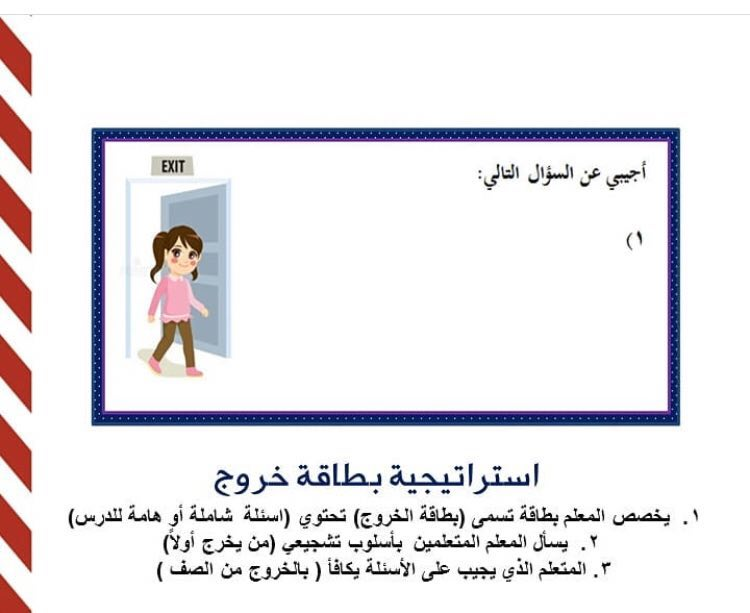 EXIT
أجيبي عن السؤال التالي:
١)
استراتيجية بطاقة خروج
١. يخصص المعلم بطاقة تسمى (بطاقة الخروج) تحتوي (اسئلة شاملة أو هامة للدرس)
٢. يسأل المعلم المتعلمين بأسلوب تشجيعي (من يخرج أولاً)
٣. المتعلم الذي يجيب على الأسئلة يكافأ ( بالخروج من الصف )